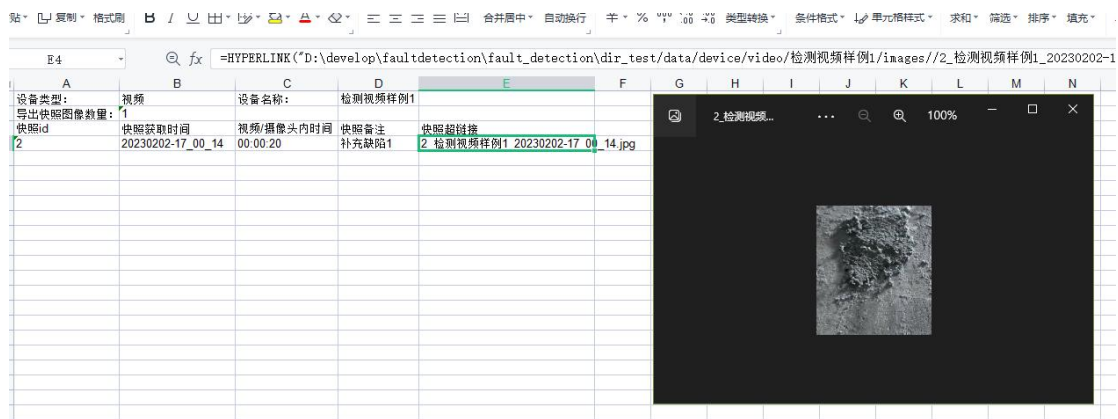 贴 复制 格式刷 B I U A 合并居中 自动换行 羊 % 类型转换 条件格式 单元格样式 求和 筛选 排序 填充
E4 fx =HYPERLINK("D:\develop\faultdetection\fault_detection\dir_test/data/device/video/检测视频样例1/images//2_检测视频样例1_20230202-1
A B C D E F G H I J K L M N
设备类型: 视频 设备名称: 检测视频样例1
导出快照图像数量: 1
快照id 快照获取时间 视频/摄像头内时间 快照备注 快照超链接
2 20230202-17_00_14 00:00:20 补充缺陷1 2_检测视频样例1_20230202-17_00_14.jpg
2_检测视频... ... 100%